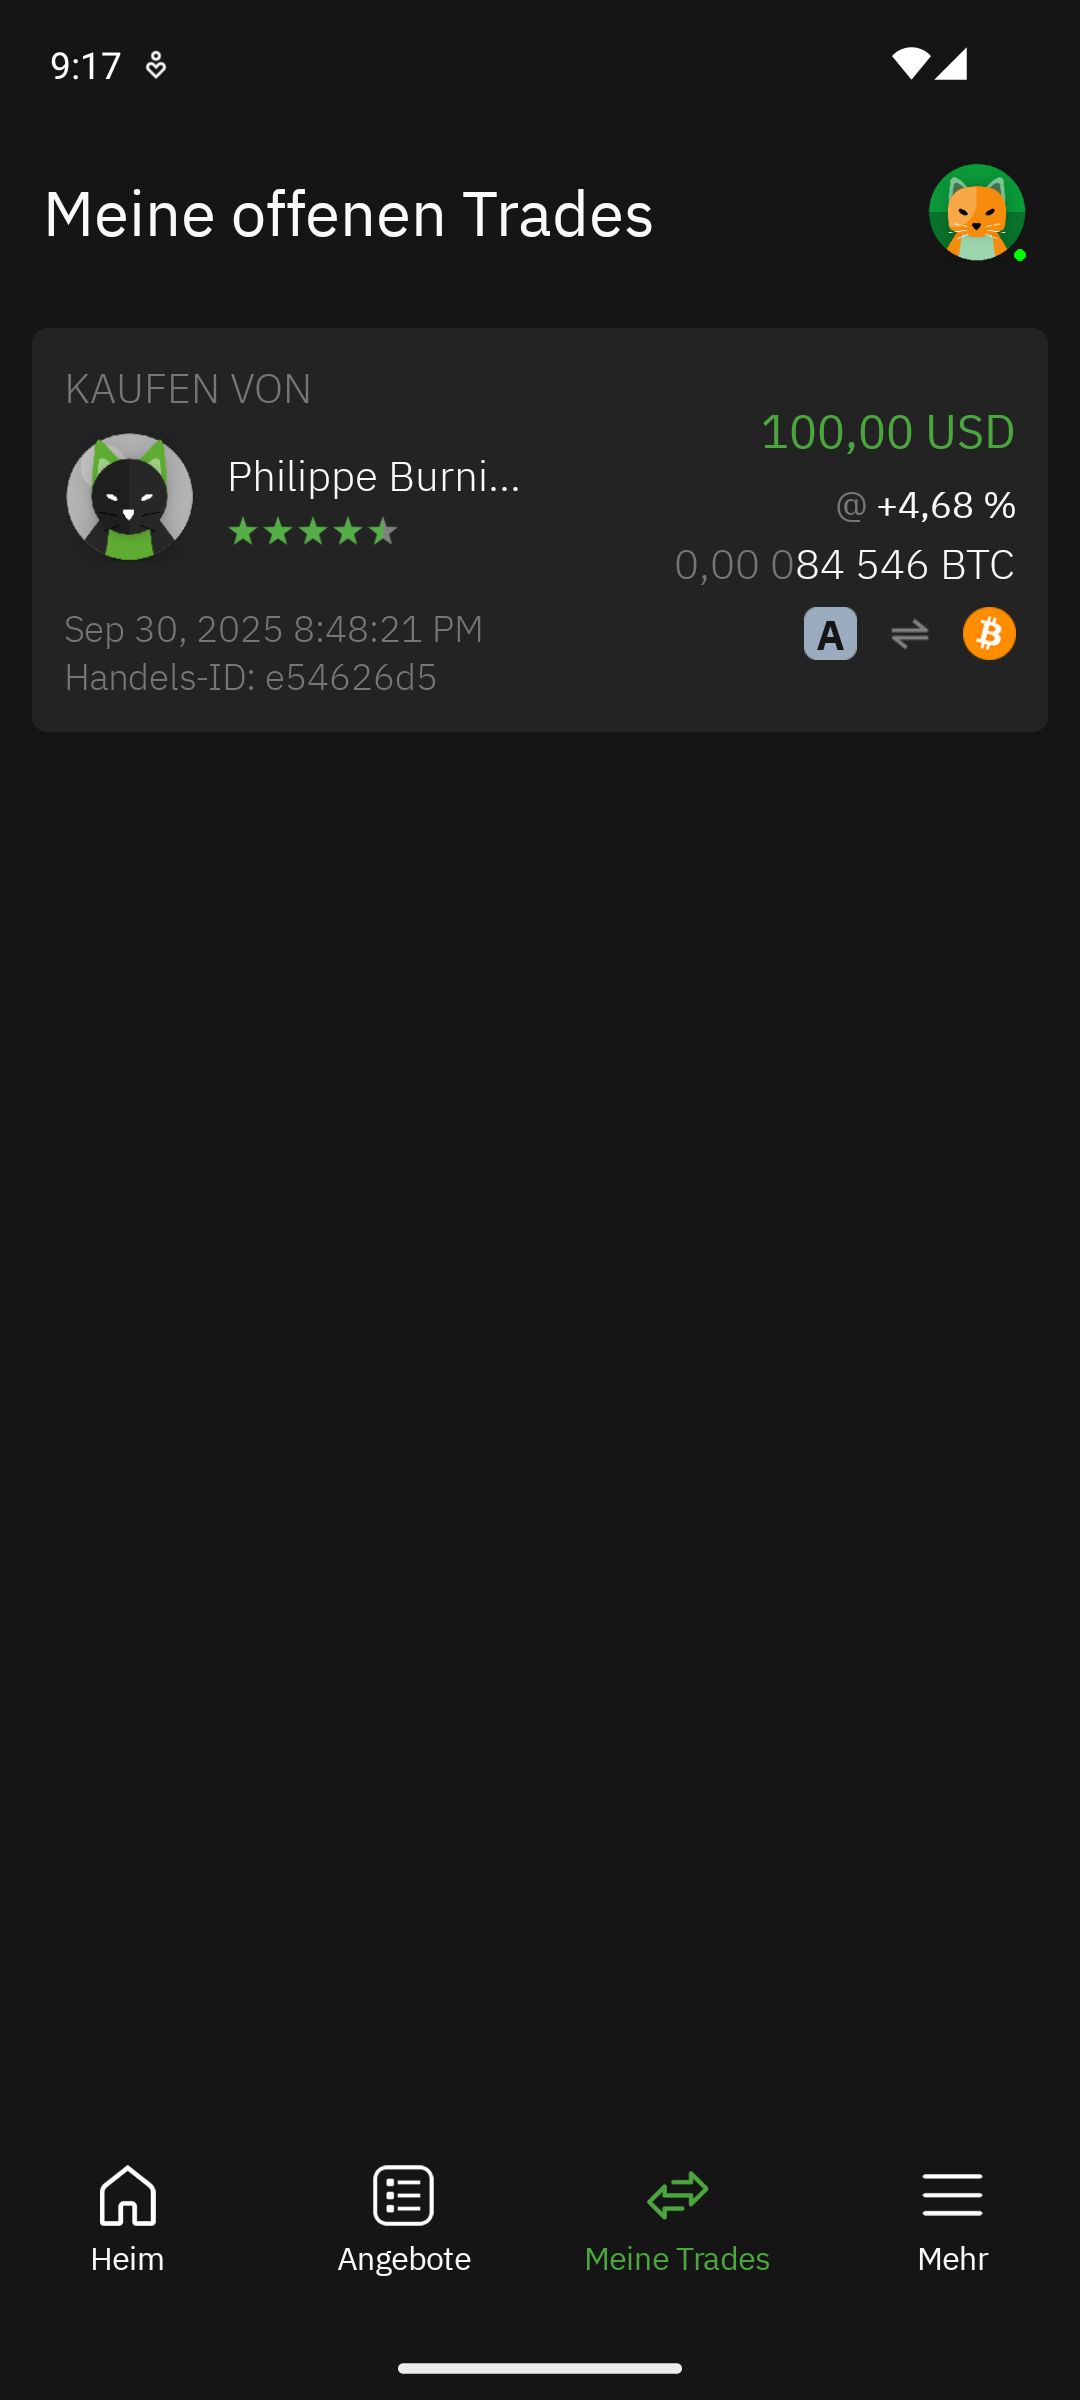 9:17
Meine offenen Trades
KAUFEN VON
Philippe Burni...
100,00 USD
@ +4,68 %
0,00 084 546 BTC
A
Sep 30, 2025 8:48:21 PM
Handels-ID: e54626d5
Heim
Angebote
Meine Trades
Mehr